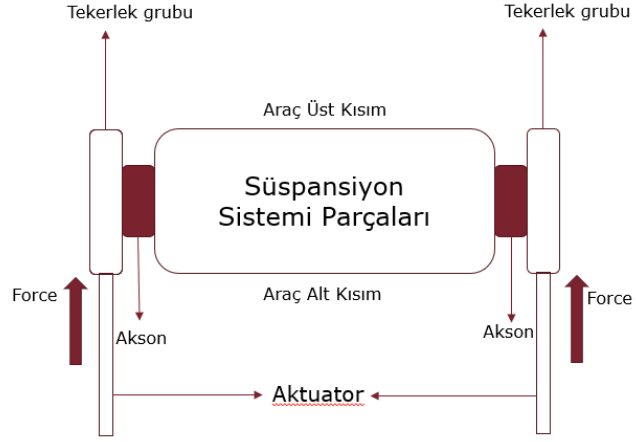 Tekerlek grubu
Tekerlek grubu
Araç Üst Kısım
Süspansiyon
Sistemi Parçaları
Araç Alt Kısım
Force
Force
Akson
Akson
Aktuator